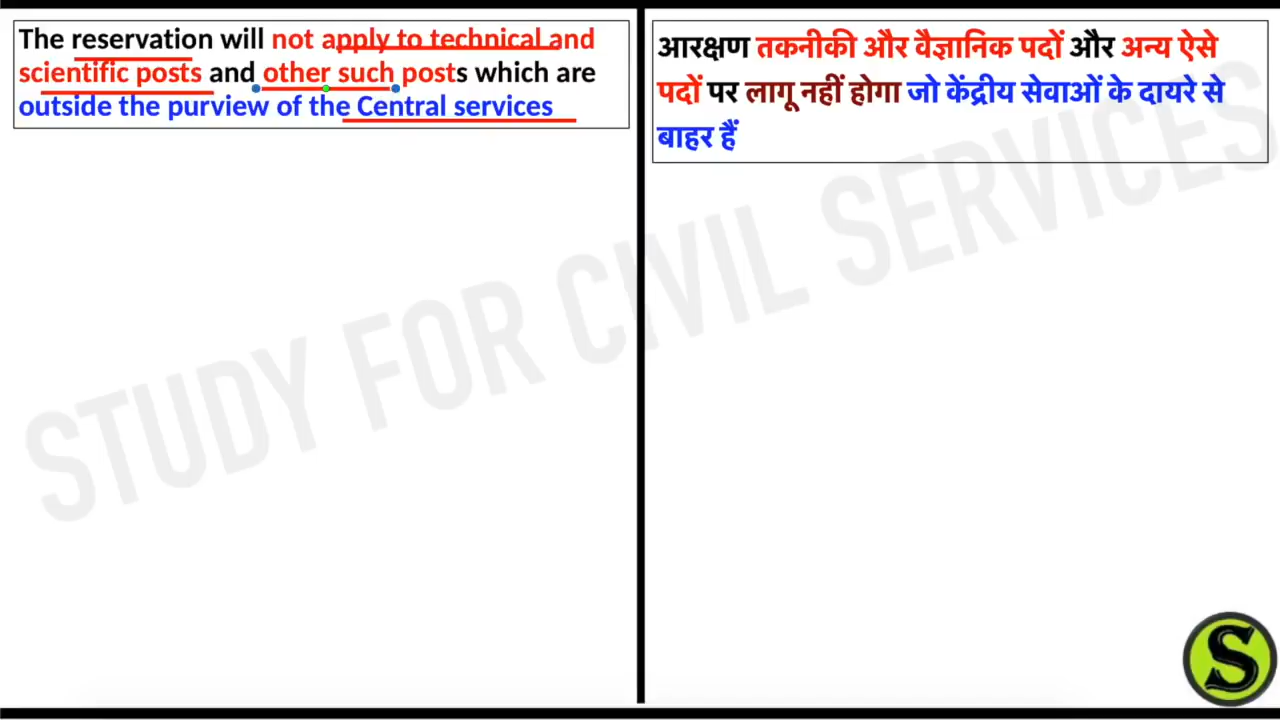 The reservation will not apply to technical and
scientific posts and other such posts which are
outside the purview of the Central services
आरक्षण तकनीकी और वैज्ञानिक पदों और अन्य ऐसे
पदों पर लागू नहीं होगा जो केंद्रीय सेवाओं के दायरे से
बाहर हैं
STUDY FOR CIVIL SERVICES
S